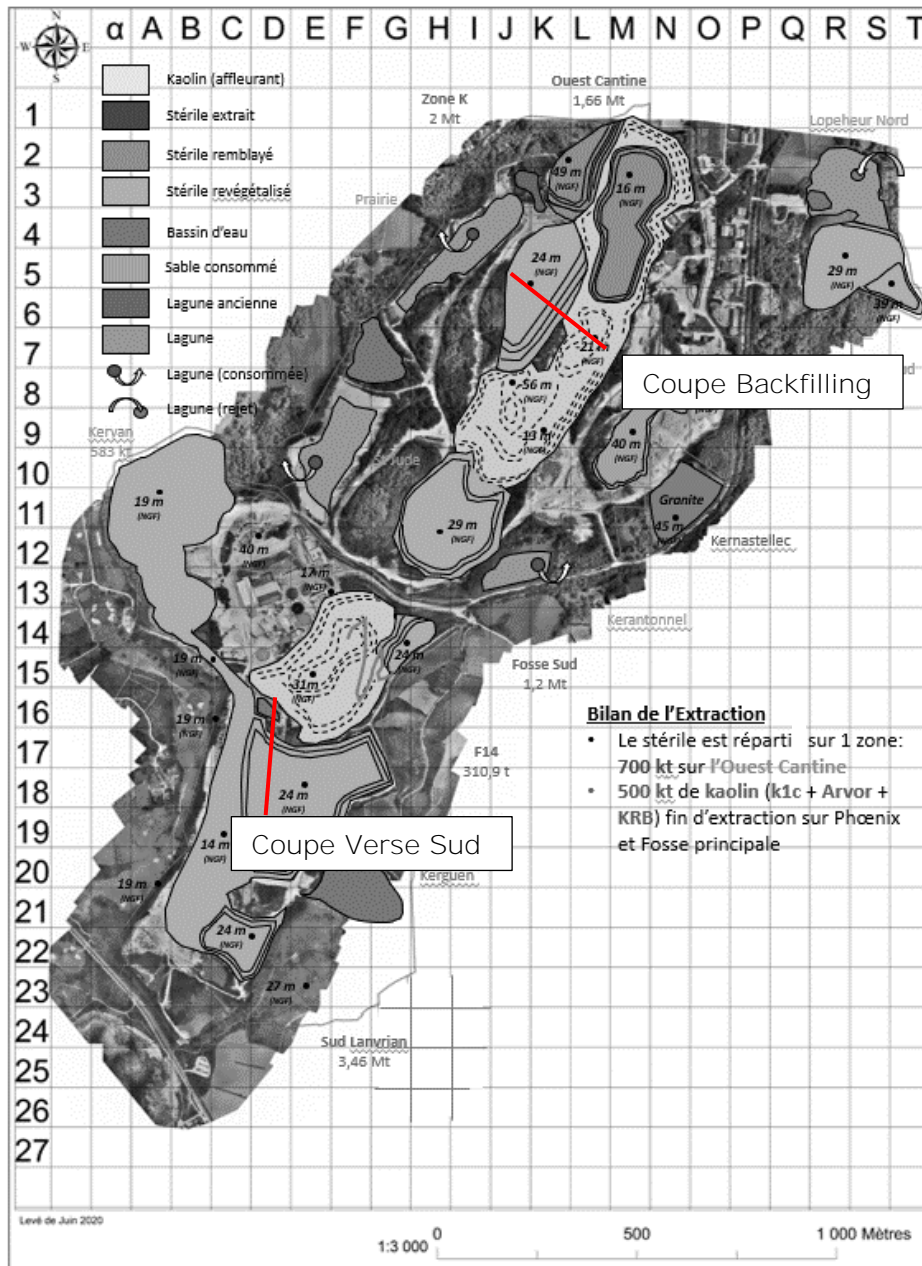 α A B C D E F G H I J K L M N O P Q R S T
N
W E
S
Kaolin (affleurant)
Stérile extrait
Stérile remblayé
Stérile revégétalisé
Bassin d'eau
Sable consommé
Lagune ancienne
Lagune
Lagune (consommée)
Lagune (rejet)
1
2
3
4
5
6
7
8
9
10
11
12
13
14
15
16
17
18
19
20
21
22
23
24
25
26
27
Zone K
2 Mt
Ouest Cantine
1,66 Mt
Lopeheur Nord
Prairie
49 m
(NGF)
16 m
(NGF)
24 m
(NGF)
29 m
(NGF)
39 m
(NGF)
(NGF)
Coupe Backfilling
56 m
(NGF)
(NGF)
40 m
(NGF)
Kervan
583 kt
19 m
(NGF)
29 m
(NGF)
Granite
45 m
(NGF)
Kernastellec
40 m
(NGF)
17m
(NGF)
Kerantonnel
24 m
(NGF)
Fosse Sud
1,2 Mt
19 m
(NGF)
31m
(NGF)
19 m
(NGF)
F14
310,9 t
24 m
(NGF)
Coupe Verse Sud
14 m
(NGF)
19 m
(NGF)
Kerguen
24 m
(NGF)
27 m
(NGF)
Sud Lanvrian
3,46 Mt
Bilan de l'Extraction
• Le stérile est réparti sur 1 zone:
700 kt sur l'Ouest Cantine
• 500 kt de kaolin (k1c + Arvor +
KRB) fin d'extraction sur Phœnix
et Fosse principale
Levé de Juin 2020
1:3 000
0 500 1 000 Mètres